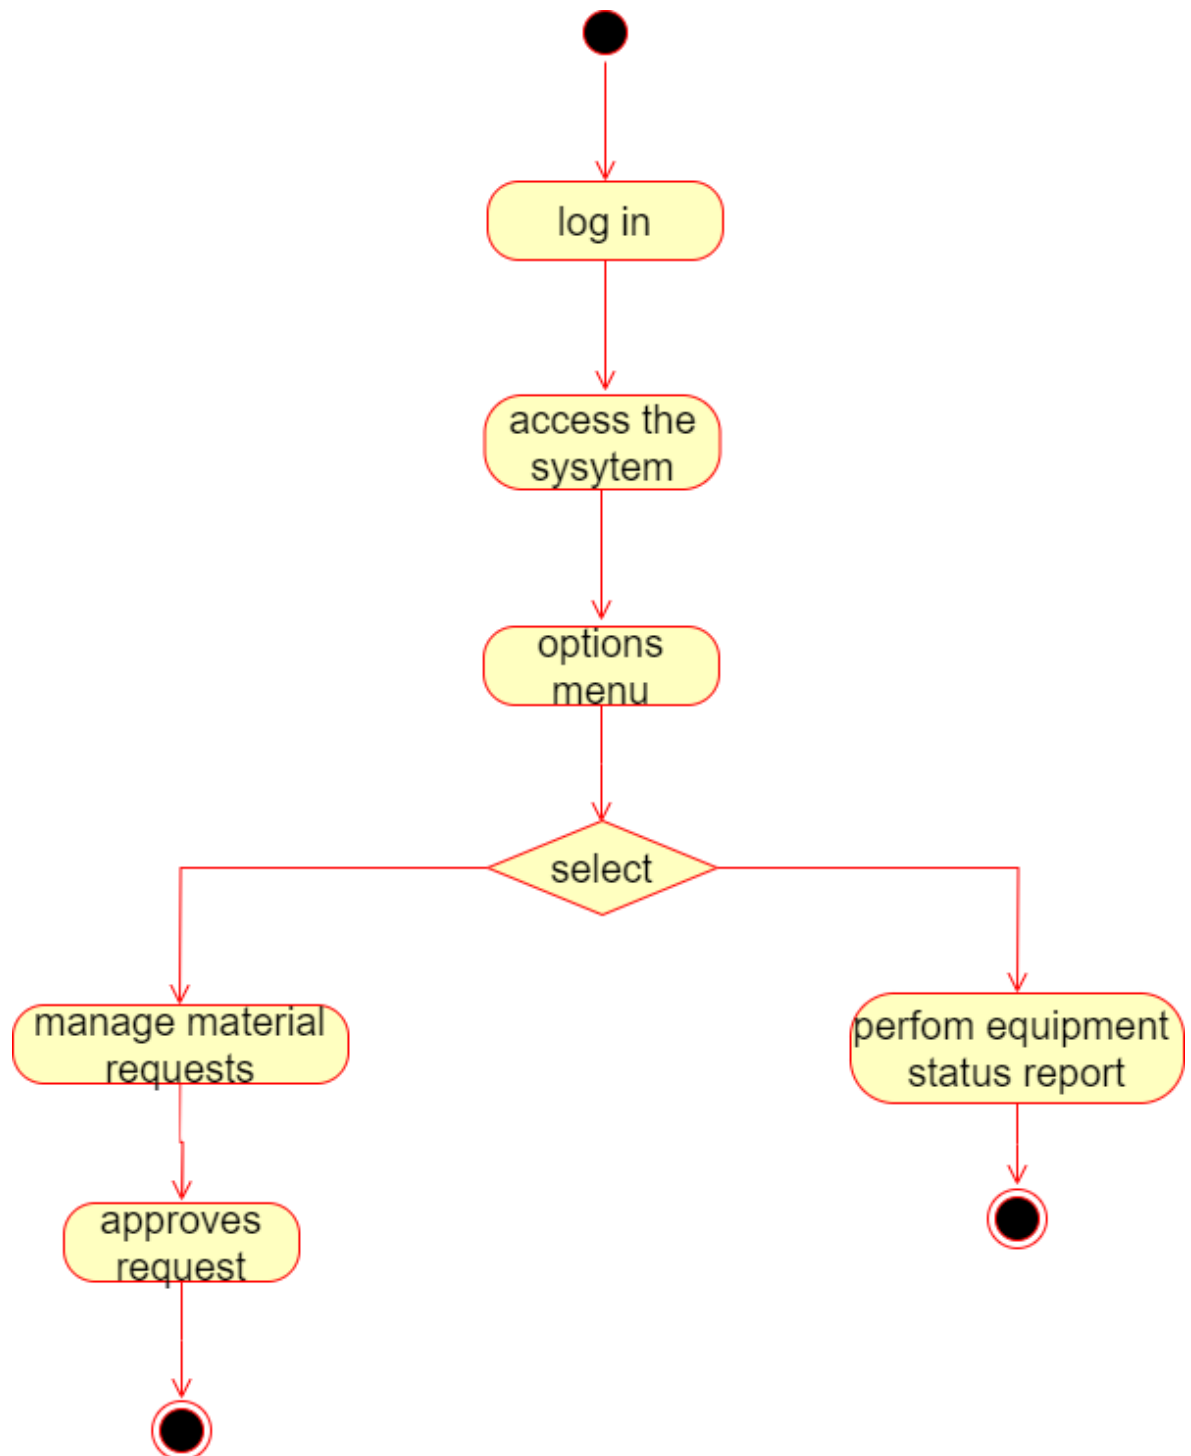 log in
access the
sysytem
options
menu
select
manage material
requests
perfom equipment
status report
approves
request